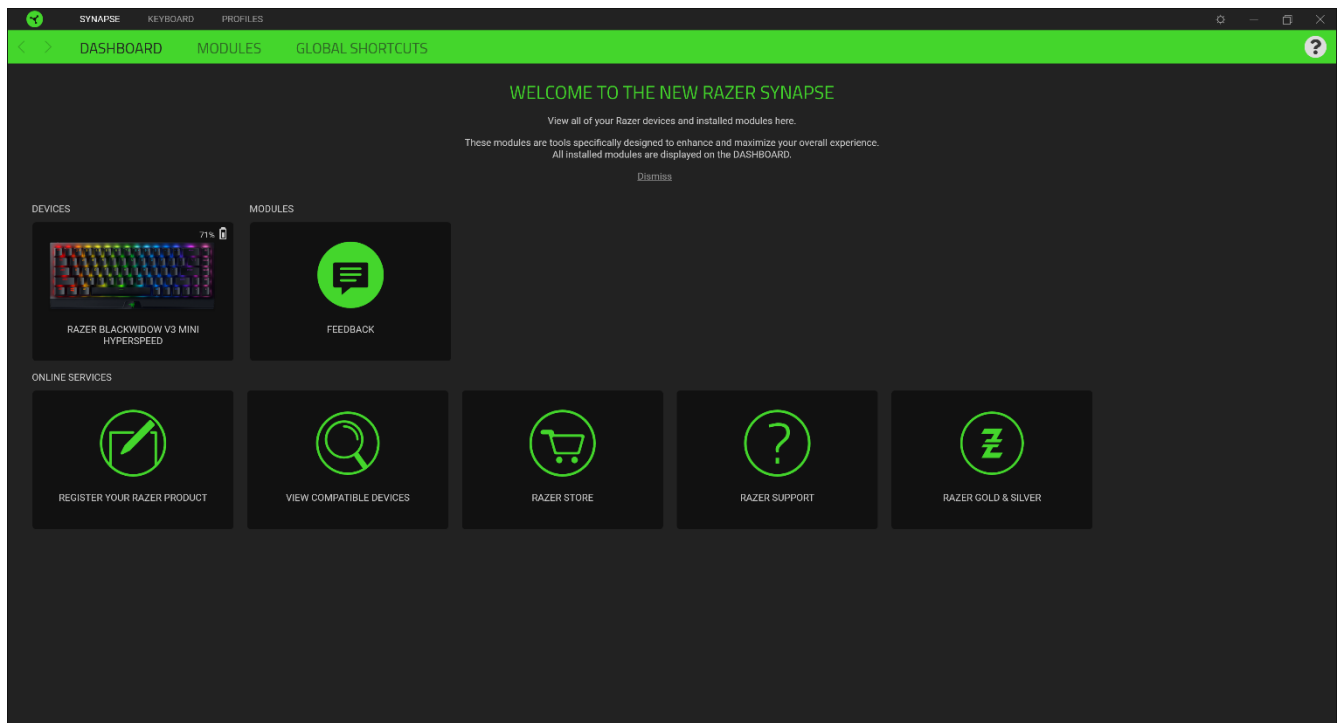 SYNAPSE KEYBOARD PROFILES
DASHBOARD MODULES GLOBAL SHORTCUTS ?
WELCOME TO THE NEW RAZER SYNAPSE
View all of your Razer devices and installed modules here.
These modules are tools specifically designed to enhance and maximize your overall experience.
All installed modules are displayed on the DASHBOARD.
Dismiss
DEVICES MODULES
71%
RAZER BLACKWIDOW V3 MINI
HYPERSPEED
FEEDBACK
ONLINE SERVICES
REGISTER YOUR RAZER PRODUCT
VIEW COMPATIBLE DEVICES
RAZER STORE
RAZER SUPPORT
RAZER GOLD & SILVER